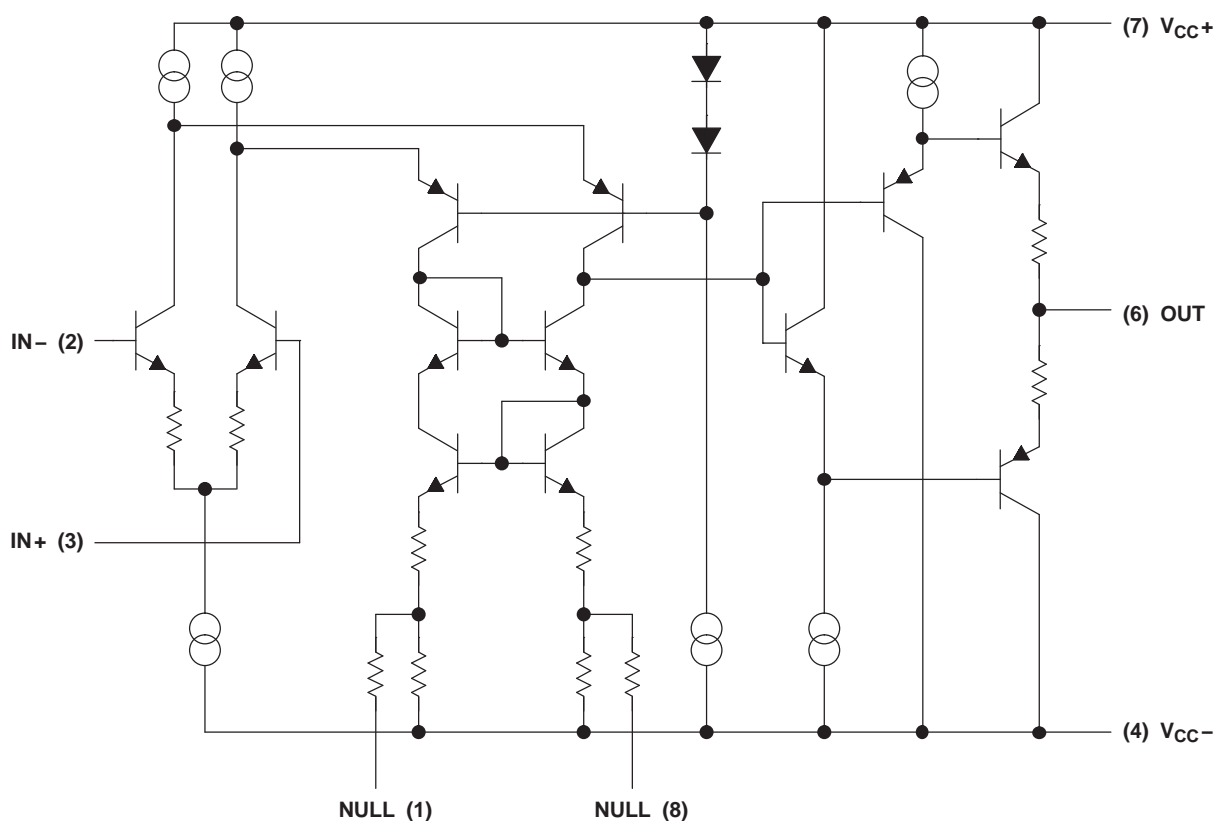 (7) VCC+
IN− (2)
(6) OUT
IN+ (3)
(4) VCC−
NULL (1)
NULL (8)